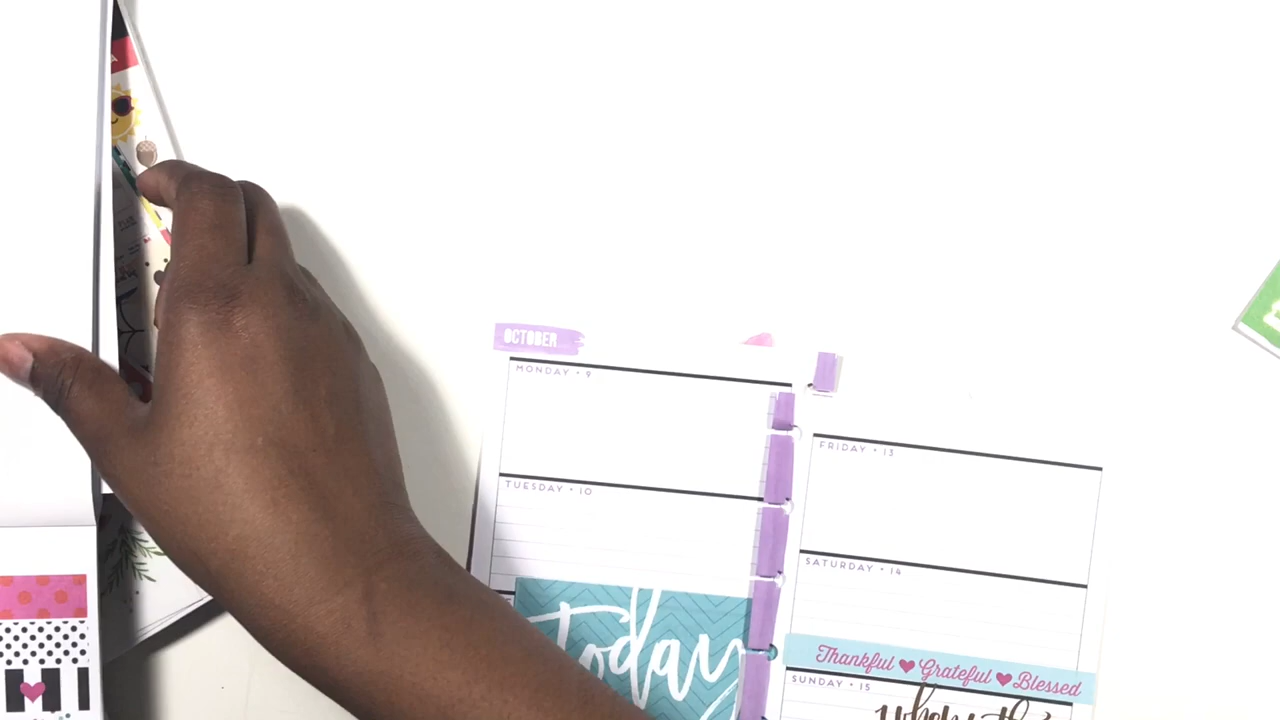 OCTOBER
MONDAY • 9
TUESDAY • 10
today
FRIDAY • 13
SATURDAY • 14
Thankful ♥ Grateful ♥ Blessed
SUNDAY • 15